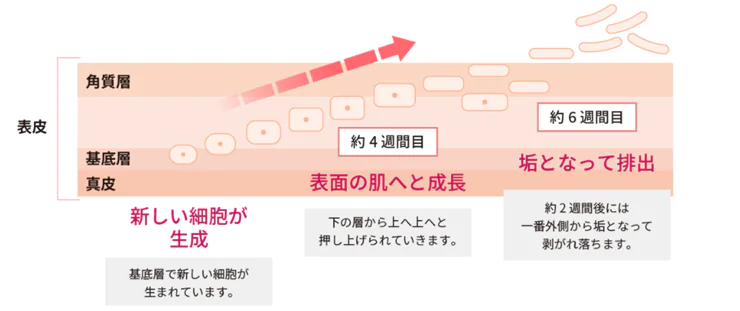 表皮
角質層
基底層
真皮
新しい細胞が
生成
基底層で新しい細胞が
生まれています。
約４週間目
表面の肌へと成長
下の層から上へ上へと
押し上げられていきます。
約６週間目
垢となって排出
約２週間後には
一番外側から垢となって
剥がれ落ちます。